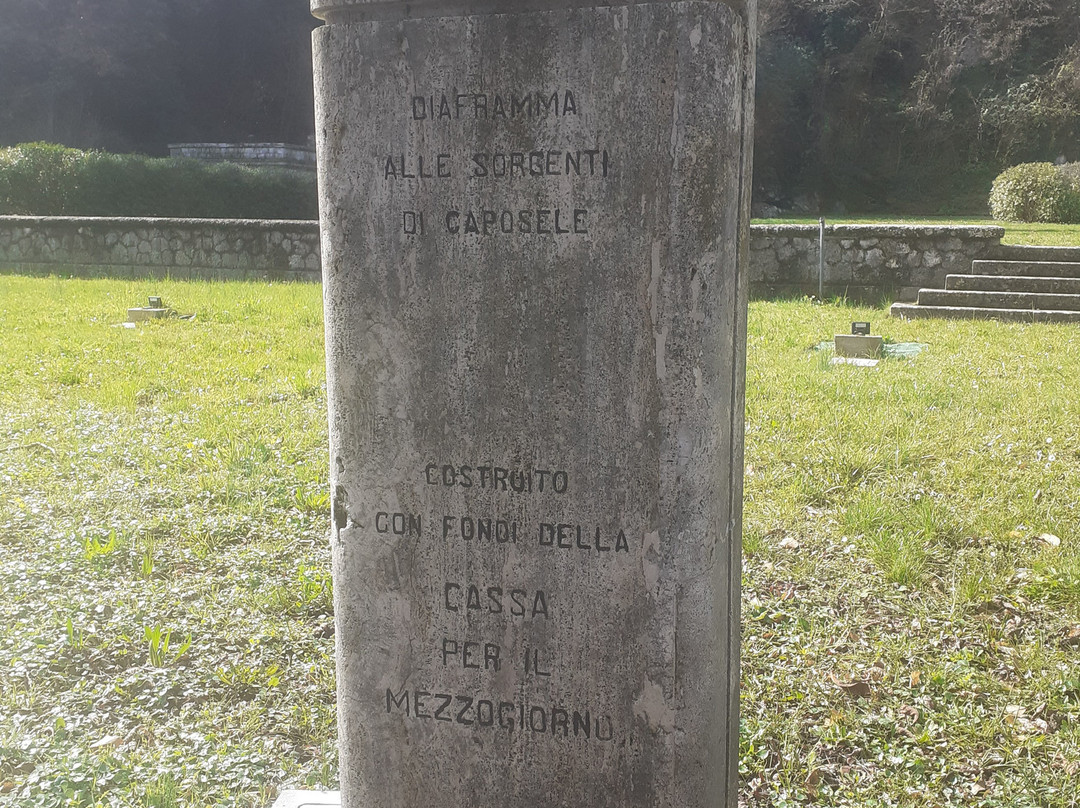 DIAFRAMMA
ALLE SORGENTI
DI CAPOSELE
COSTRUITO
CON FONDI DELLA
CASSA
PER IL
MEZZOGIORNO